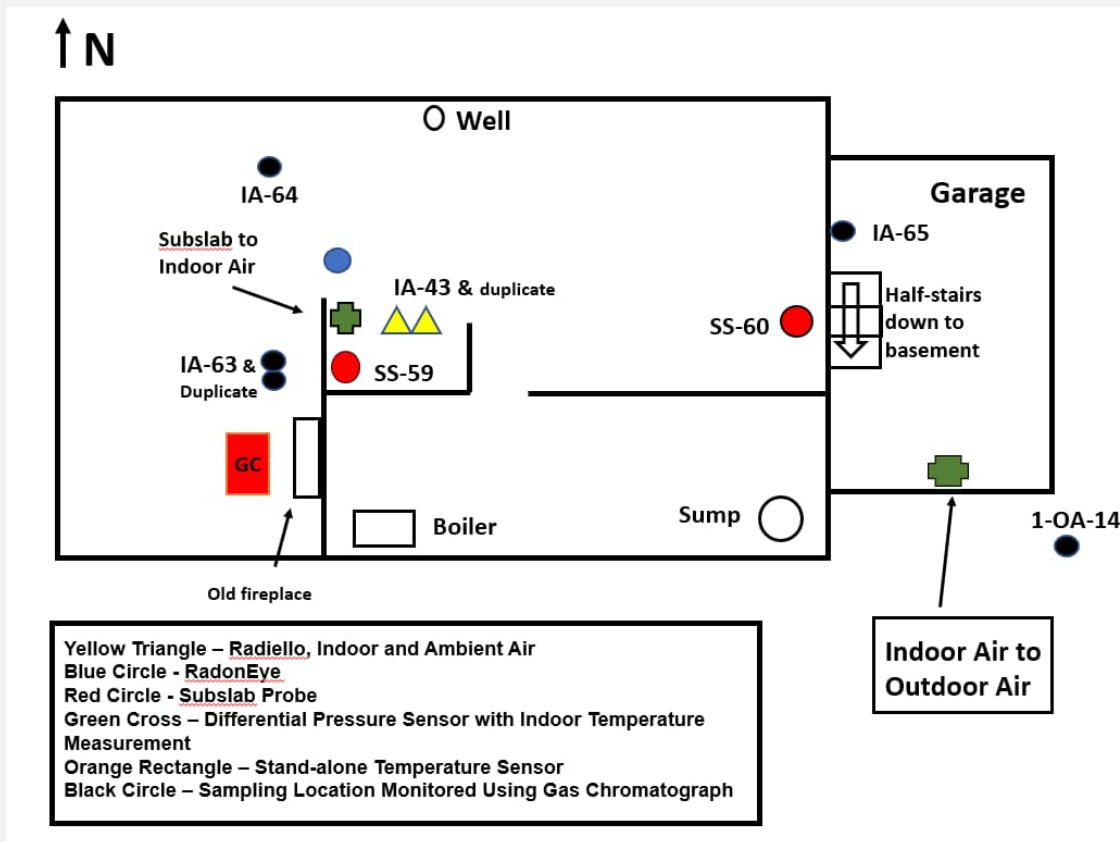 N
Well
IA-64
Garage
IA-65
Subslab to
Indoor Air
IA-43 & duplicate
Half-stairs
down to
basement
SS-60
IA-63 &
Duplicate
SS-59
GC
Boiler
Sump
1-OA-14
Old fireplace
Indoor Air to
Outdoor Air
Yellow Triangle – Radiello, Indoor and Ambient Air
Blue Circle - RadonEye
Red Circle - Subslab Probe
Green Cross – Differential Pressure Sensor with Indoor Temperature
Measurement
Orange Rectangle – Stand-alone Temperature Sensor
Black Circle – Sampling Location Monitored Using Gas Chromatograph